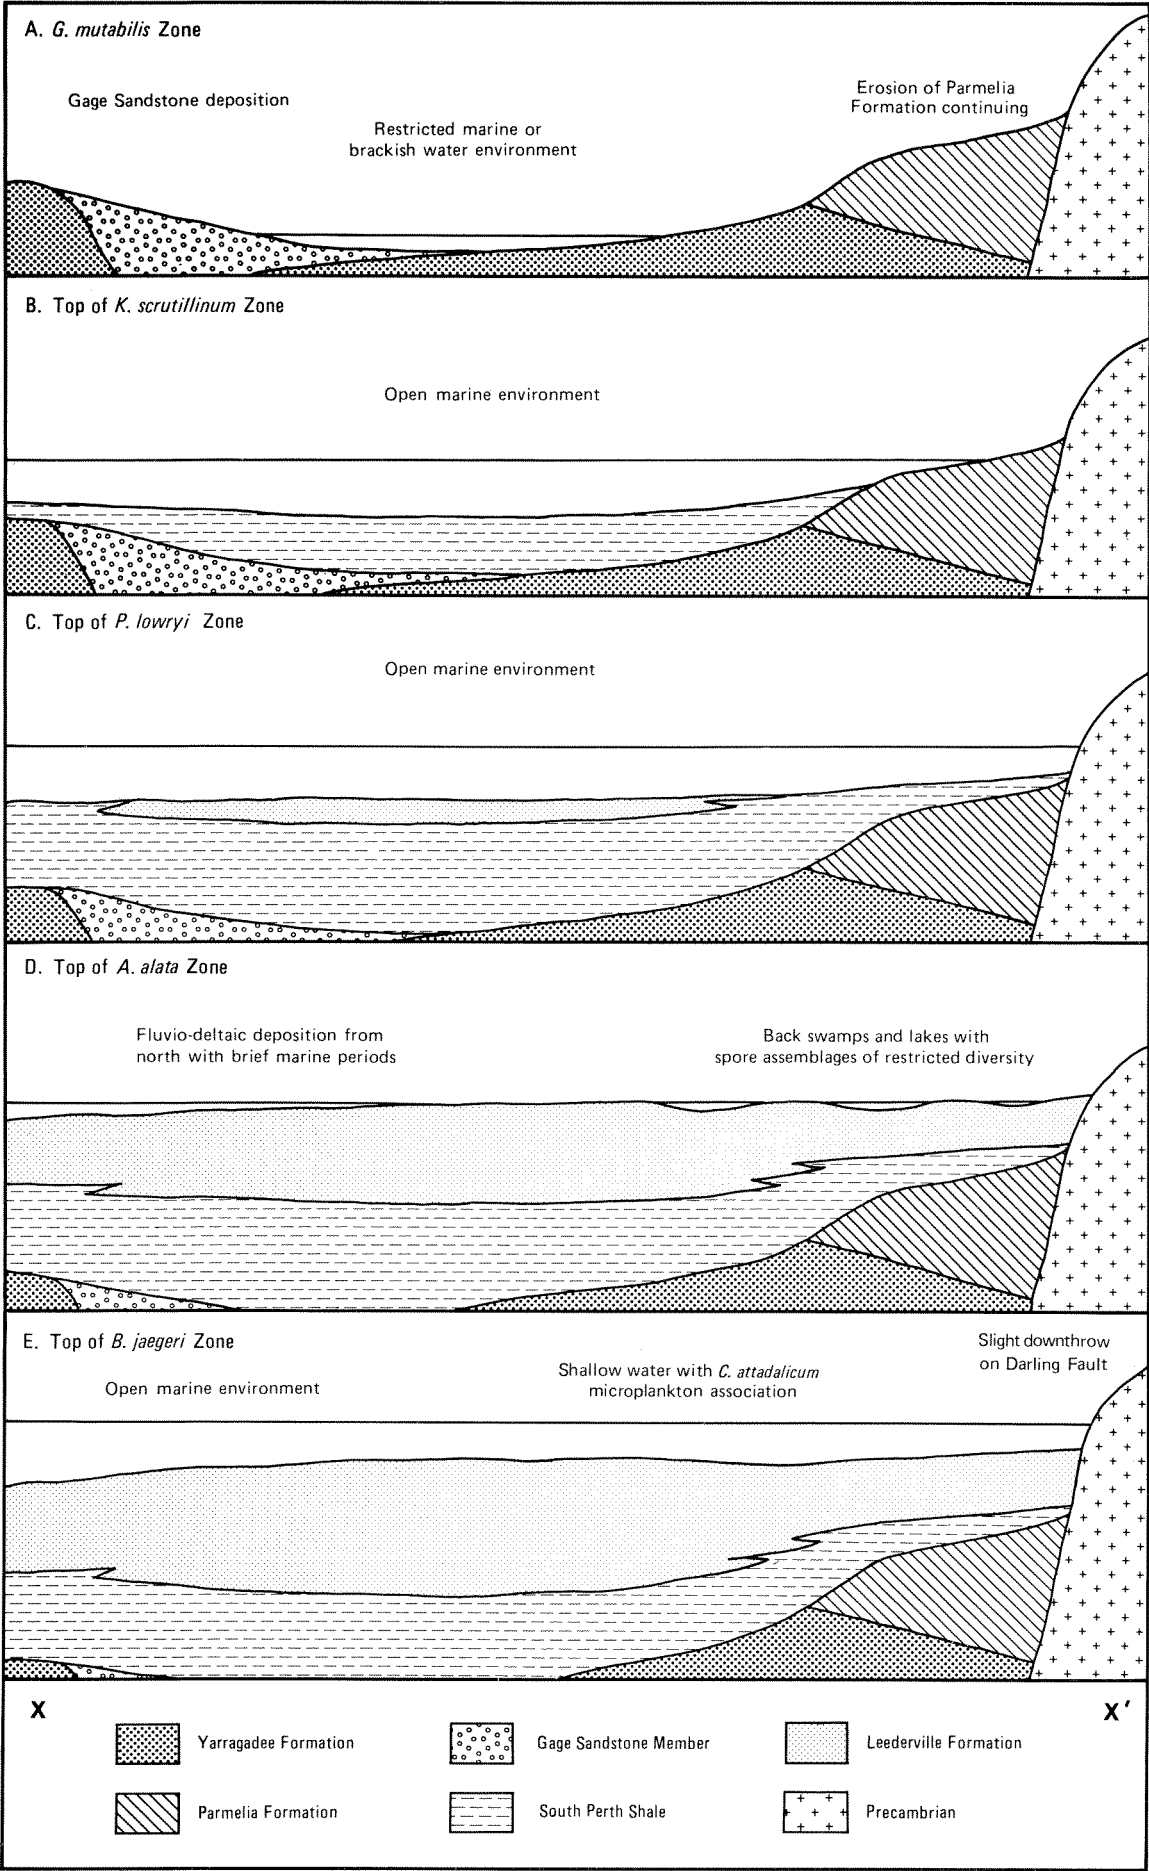 A. G. mutabilis Zone
Gage Sandstone deposition
Restricted marine or
brackish water environment
Erosion of Parmelia
Formation continuing
B. Top of K. scrutillinum Zone
Open marine environment
C. Top of P. lowryi Zone
Open marine environment
D. Top of A. alata Zone
Fluvio-deltaic deposition from
north with brief marine periods
Back swamps and lakes with
spore assemblages of restricted diversity
E. Top of B. jaegeri Zone
Open marine environment
Shallow water with C. attadalicum
microplankton association
Slight downthrow
on Darling Fault
X
X'
Yarragadee Formation
Gage Sandstone Member
Leederville Formation
Parmelia Formation
South Perth Shale
Precambrian